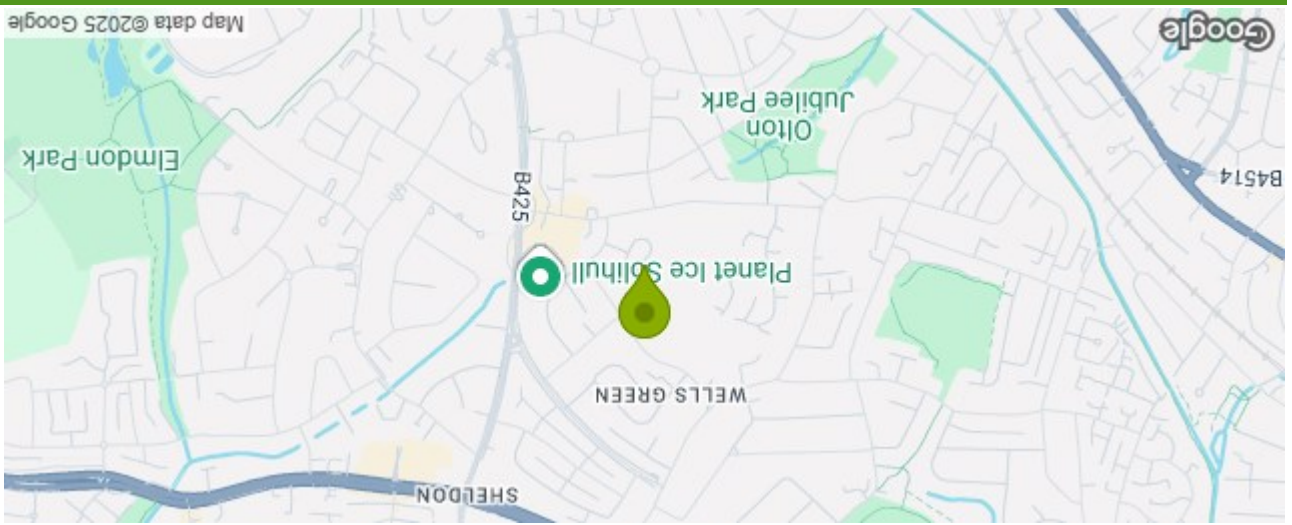 SHELDON
WELLS GREEN
Planet Ice Solihull
B425
B4514
Elmdon Park
Olton
Jubilee Park
Google
Map data ©2025 Google